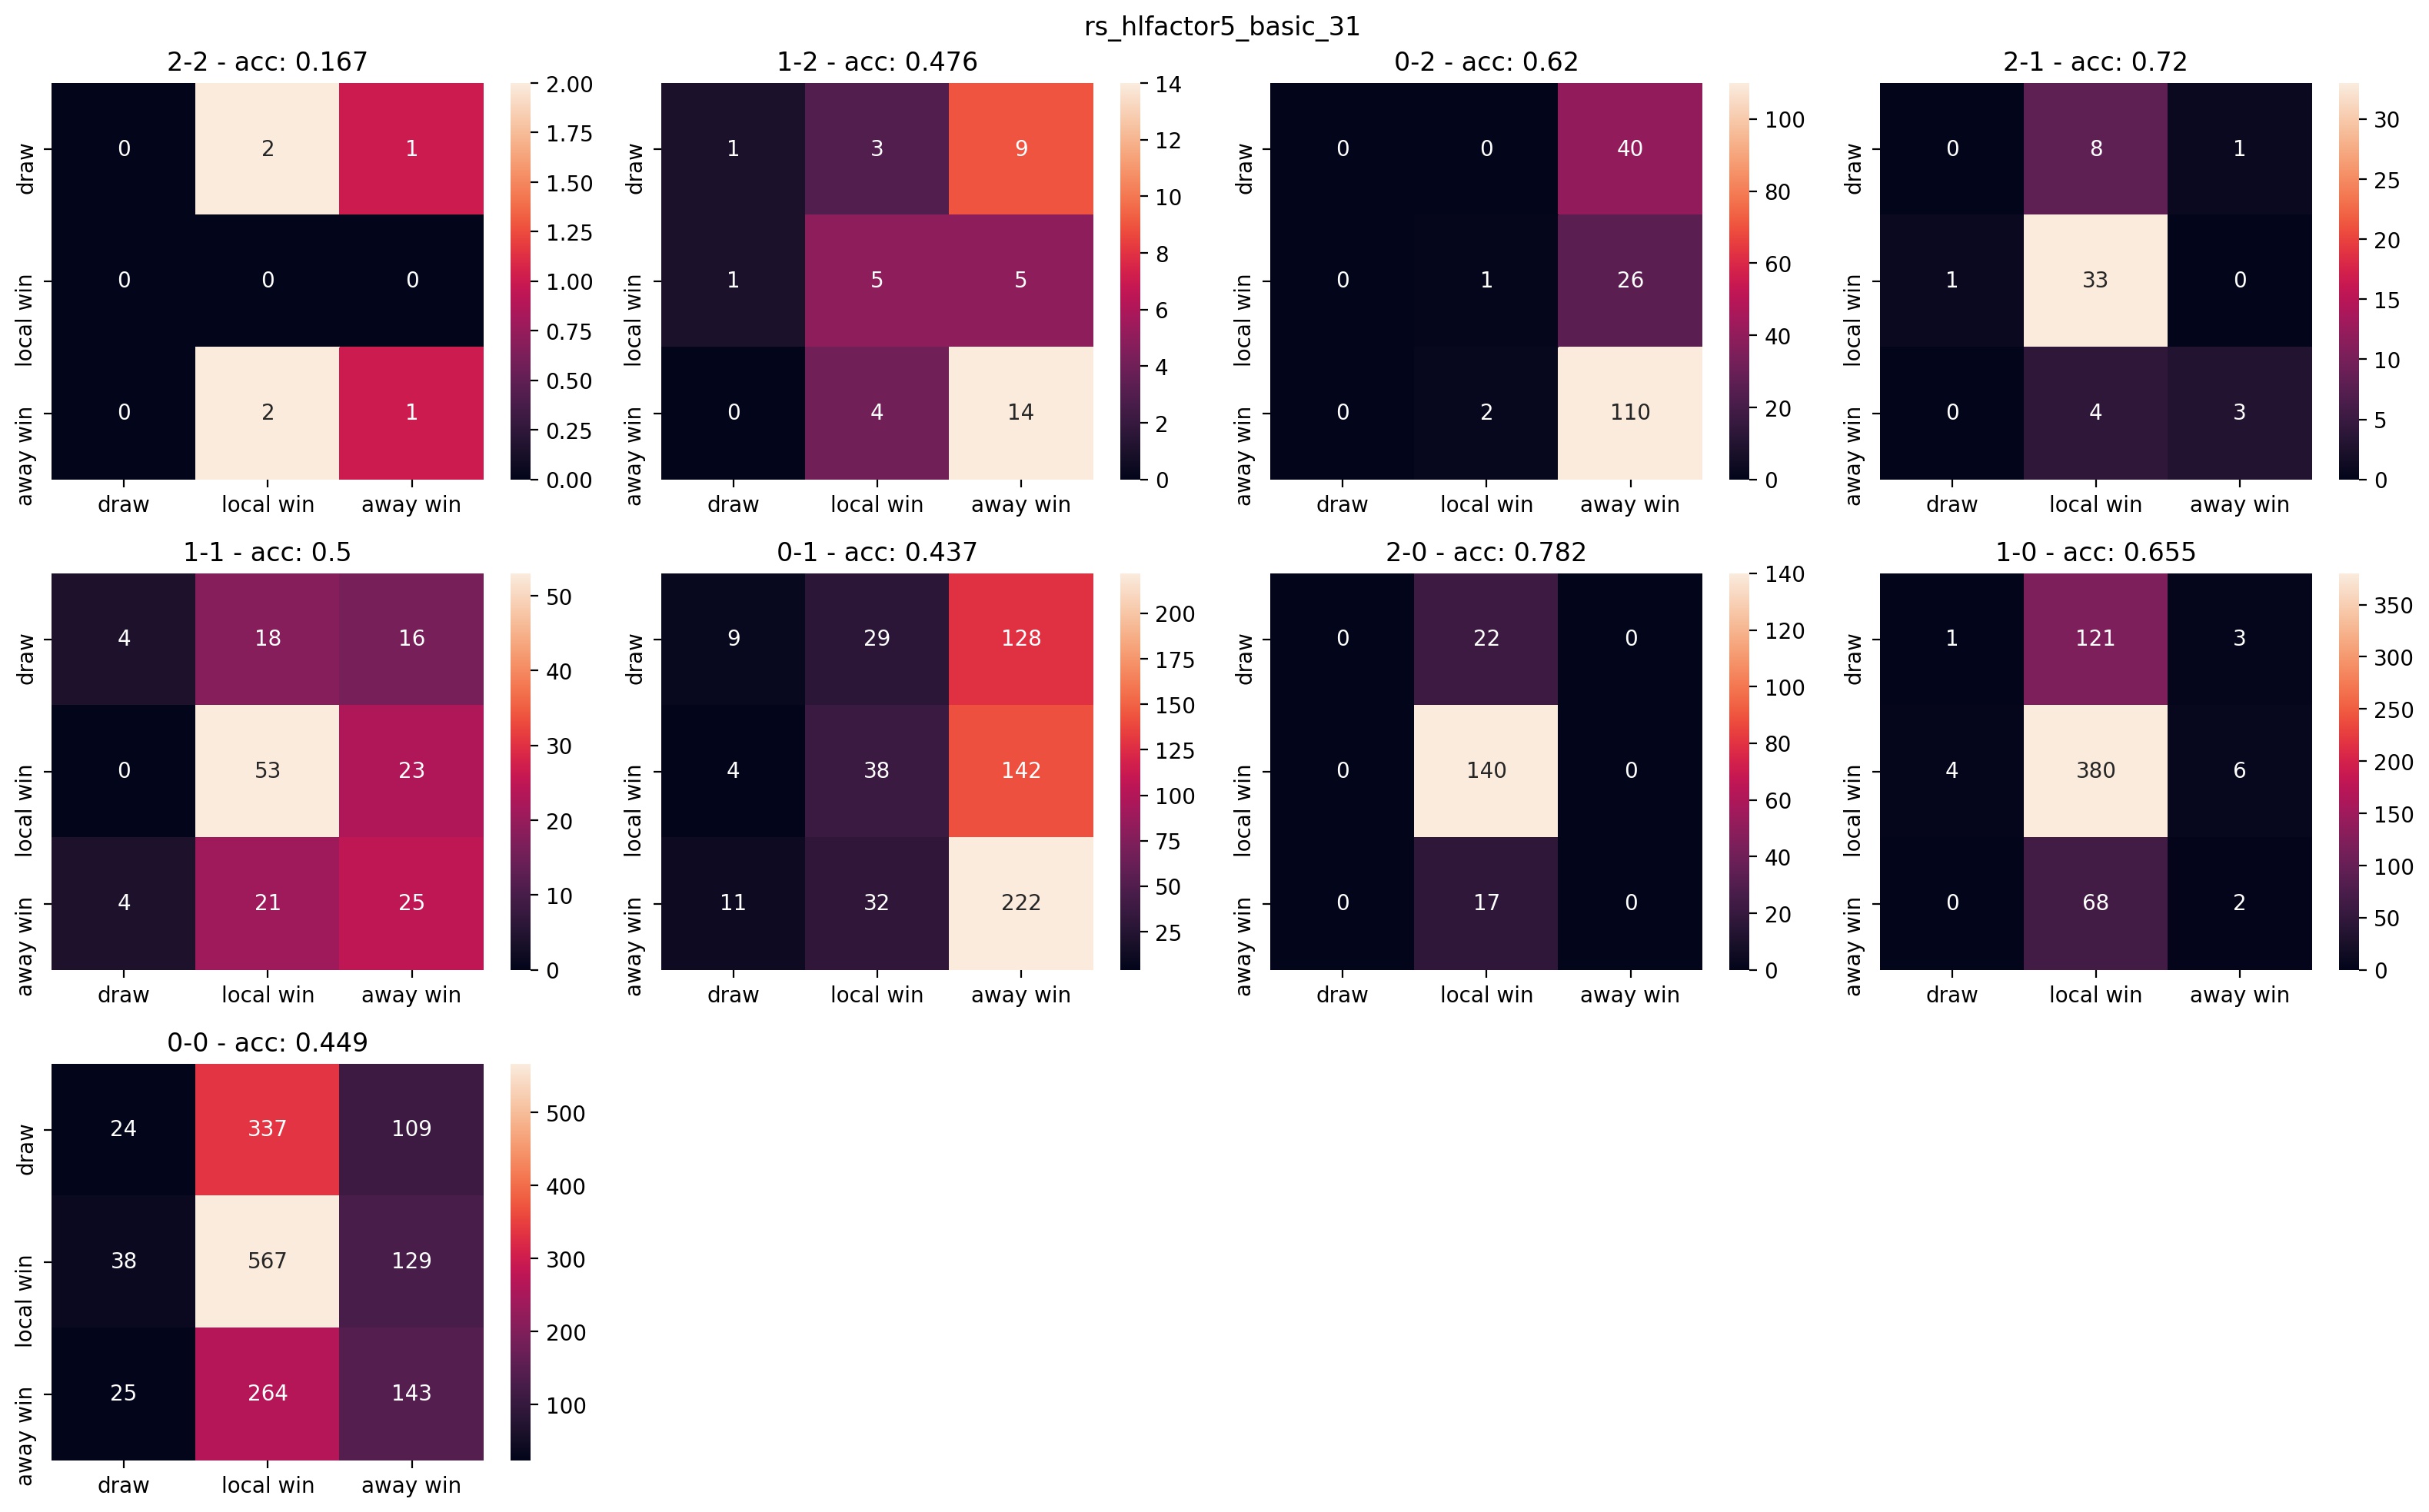 rs_hlfactor5_basic_31
2-2 - acc: 0.167
draw
local win
away win
0 2 1
0 0 0
0 2 1
draw local win away win
2.00
1.75
1.50
1.25
1.00
0.75
0.50
0.25
0.00
1-2 - acc: 0.476
draw
local win
away win
1 3 9
1 5 5
0 4 14
draw local win away win
14
12
10
8
6
4
2
0
0-2 - acc: 0.62
draw
local win
away win
0 0 40
0 1 26
0 2 110
draw local win away win
100
80
60
40
20
0
2-1 - acc: 0.72
draw
local win
away win
0 8 1
1 33 0
0 4 3
draw local win away win
30
25
20
15
10
5
0
1-1 - acc: 0.5
draw
local win
away win
4 18 16
0 53 23
4 21 25
draw local win away win
50
40
30
20
10
0
0-1 - acc: 0.437
draw
local win
away win
9 29 128
4 38 142
11 32 222
draw local win away win
200
175
150
125
100
75
50
25
2-0 - acc: 0.782
draw
local win
away win
0 22 0
0 140 0
0 17 0
draw local win away win
140
120
100
80
60
40
20
0
1-0 - acc: 0.655
draw
local win
away win
1 121 3
4 380 6
0 68 2
draw local win away win
350
300
250
200
150
100
50
0
0-0 - acc: 0.449
draw
local win
away win
24 337 109
38 567 129
25 264 143
draw local win away win
500
400
300
200
100